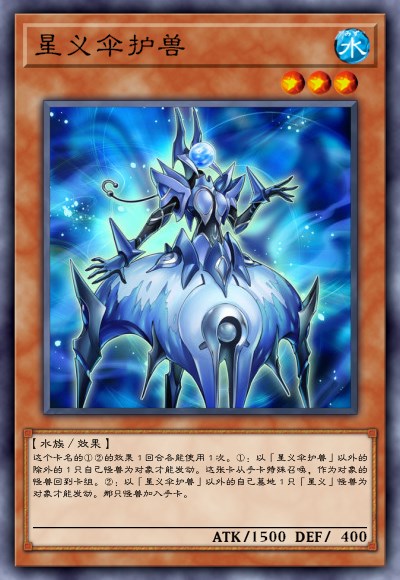 星义伞护兽
水
【水族／效果】
这个卡名的①②的效果1回合各能使用1次。①：以「星义伞护兽」以外的
除外的1只自己怪兽为对象才能发动。这张卡从手卡特殊召唤，作为对象的
怪兽回到卡组。②：以「星义伞护兽」以外的自己墓地1只「星义」怪兽为
对象才能发动。那只怪兽加入手卡。
ATK/1500 DEF/ 400